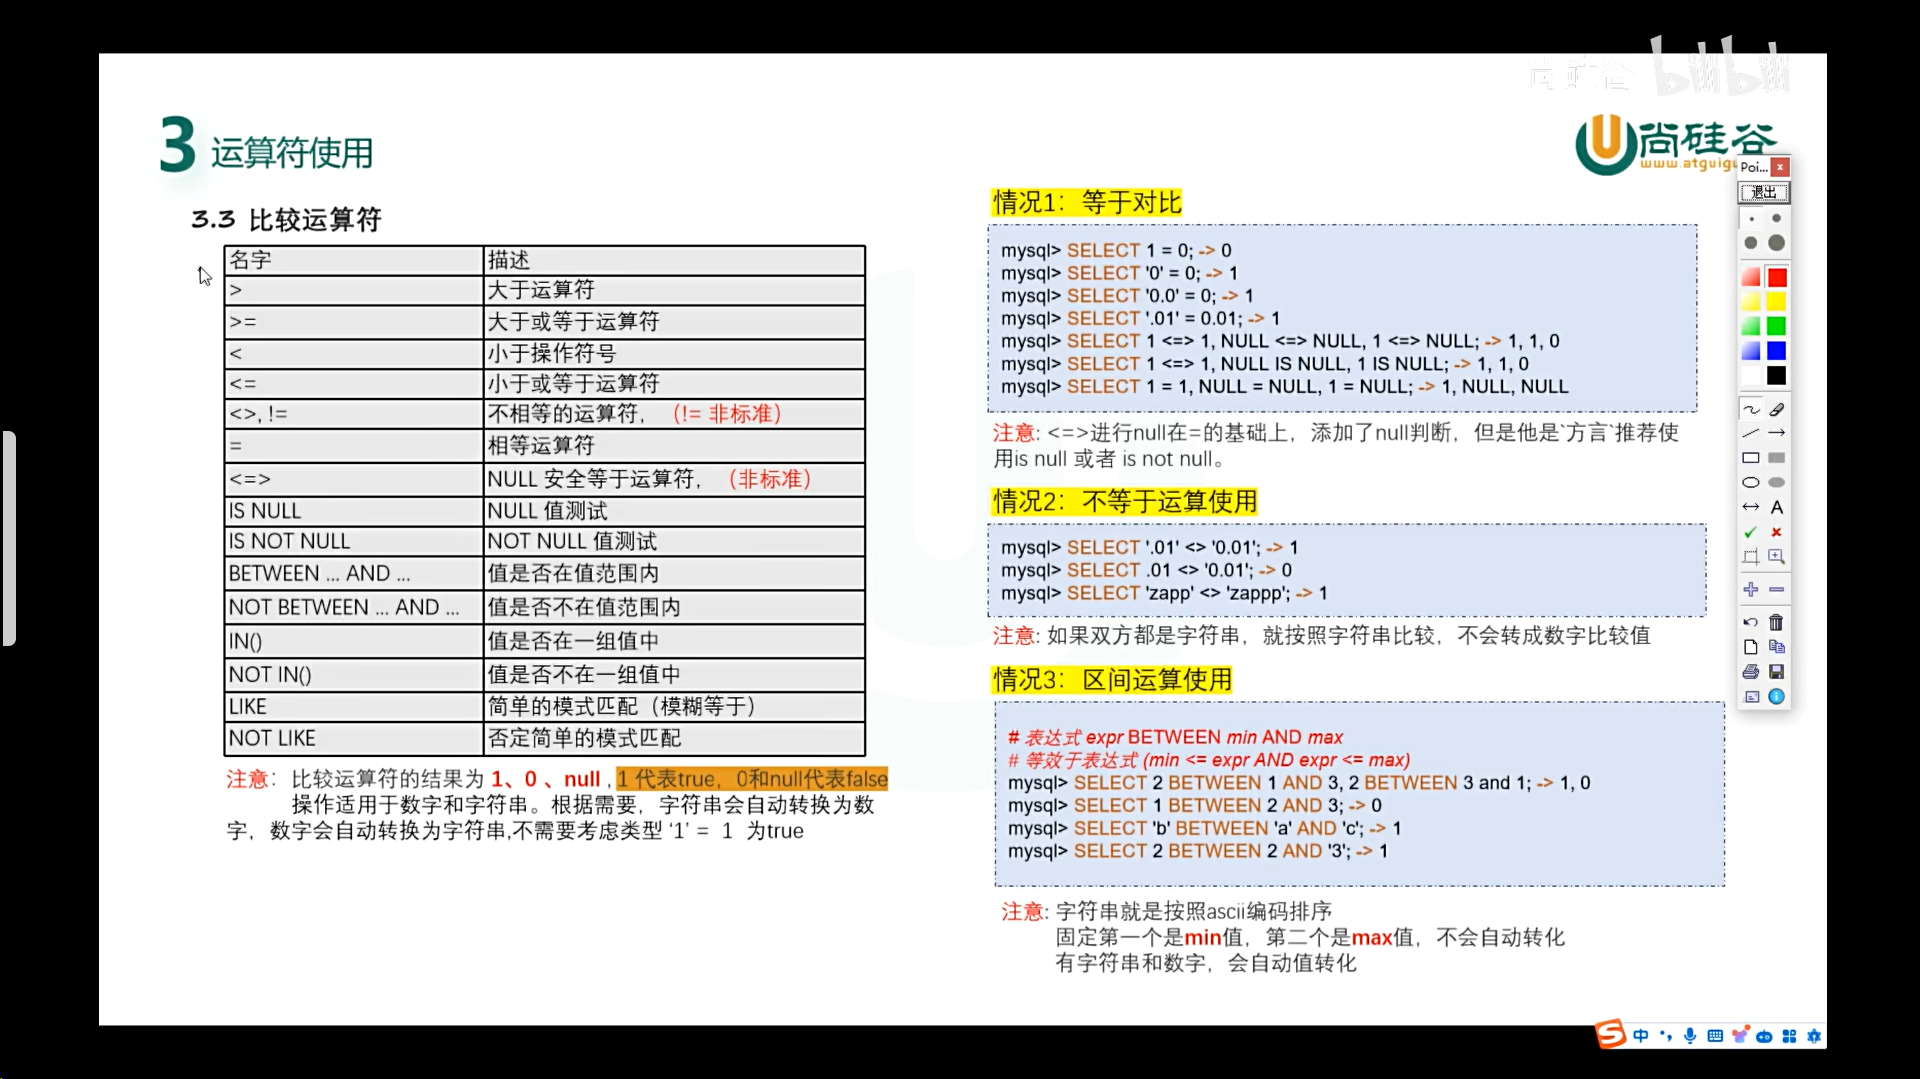 尚硅谷 bilibili
3 运算符使用
尚硅谷
www.atguigu
Poi...
退出
3.3 比较运算符
名字 描述
> 大于运算符
>= 大于或等于运算符
< 小于操作符号
<= 小于或等于运算符
<>, != 不相等的运算符, (!= 非标准)
= 相等运算符
<=> NULL 安全等于运算符, (非标准)
IS NULL NULL 值测试
IS NOT NULL NOT NULL 值测试
BETWEEN ... AND ... 值是否在值范围内
NOT BETWEEN ... AND ... 值是否不在值范围内
IN() 值是否在一组值中
NOT IN() 值是否不在一组值中
LIKE 简单的模式匹配（模糊等于）
NOT LIKE 否定简单的模式匹配
注意: 比较运算符的结果为 1、0 、null , 1 代表true, 0和null代表false
操作适用于数字和字符串。根据需要, 字符串会自动转换为数
字, 数字会自动转换为字符串,不需要考虑类型 '1' = 1 为true
情况1: 等于对比
mysql> SELECT 1 = 0; -> 0
mysql> SELECT '0' = 0; -> 1
mysql> SELECT '0.0' = 0; -> 1
mysql> SELECT '.01' = 0.01; -> 1
mysql> SELECT 1 <=> 1, NULL <=> NULL, 1 <=> NULL; -> 1, 1, 0
mysql> SELECT 1 <=> 1, NULL IS NULL, 1 IS NULL; -> 1, 1, 0
mysql> SELECT 1 = 1, NULL = NULL, 1 = NULL; -> 1, NULL, NULL
注意: <=>进行null在=的基础上, 添加了null判断, 但是他是`方言`推荐使
用is null 或者 is not null。
情况2: 不等于运算使用
mysql> SELECT '.01' <> '0.01'; -> 1
mysql> SELECT .01 <> '0.01'; -> 0
mysql> SELECT 'zapp' <> 'zappp'; -> 1
注意: 如果双方都是字符串, 就按照字符串比较, 不会转成数字比较值
情况3: 区间运算使用
# 表达式 expr BETWEEN min AND max
# 等效于表达式 (min <= expr AND expr <= max)
mysql> SELECT 2 BETWEEN 1 AND 3, 2 BETWEEN 3 and 1; -> 1, 0
mysql> SELECT 1 BETWEEN 2 AND 3; -> 0
mysql> SELECT 'b' BETWEEN 'a' AND 'c'; -> 1
mysql> SELECT 2 BETWEEN 2 AND '3'; -> 1
注意: 字符串就是按照ascii编码排序
固定第一个是min值, 第二个是max值, 不会自动转化
有字符串和数字, 会自动值转化
中